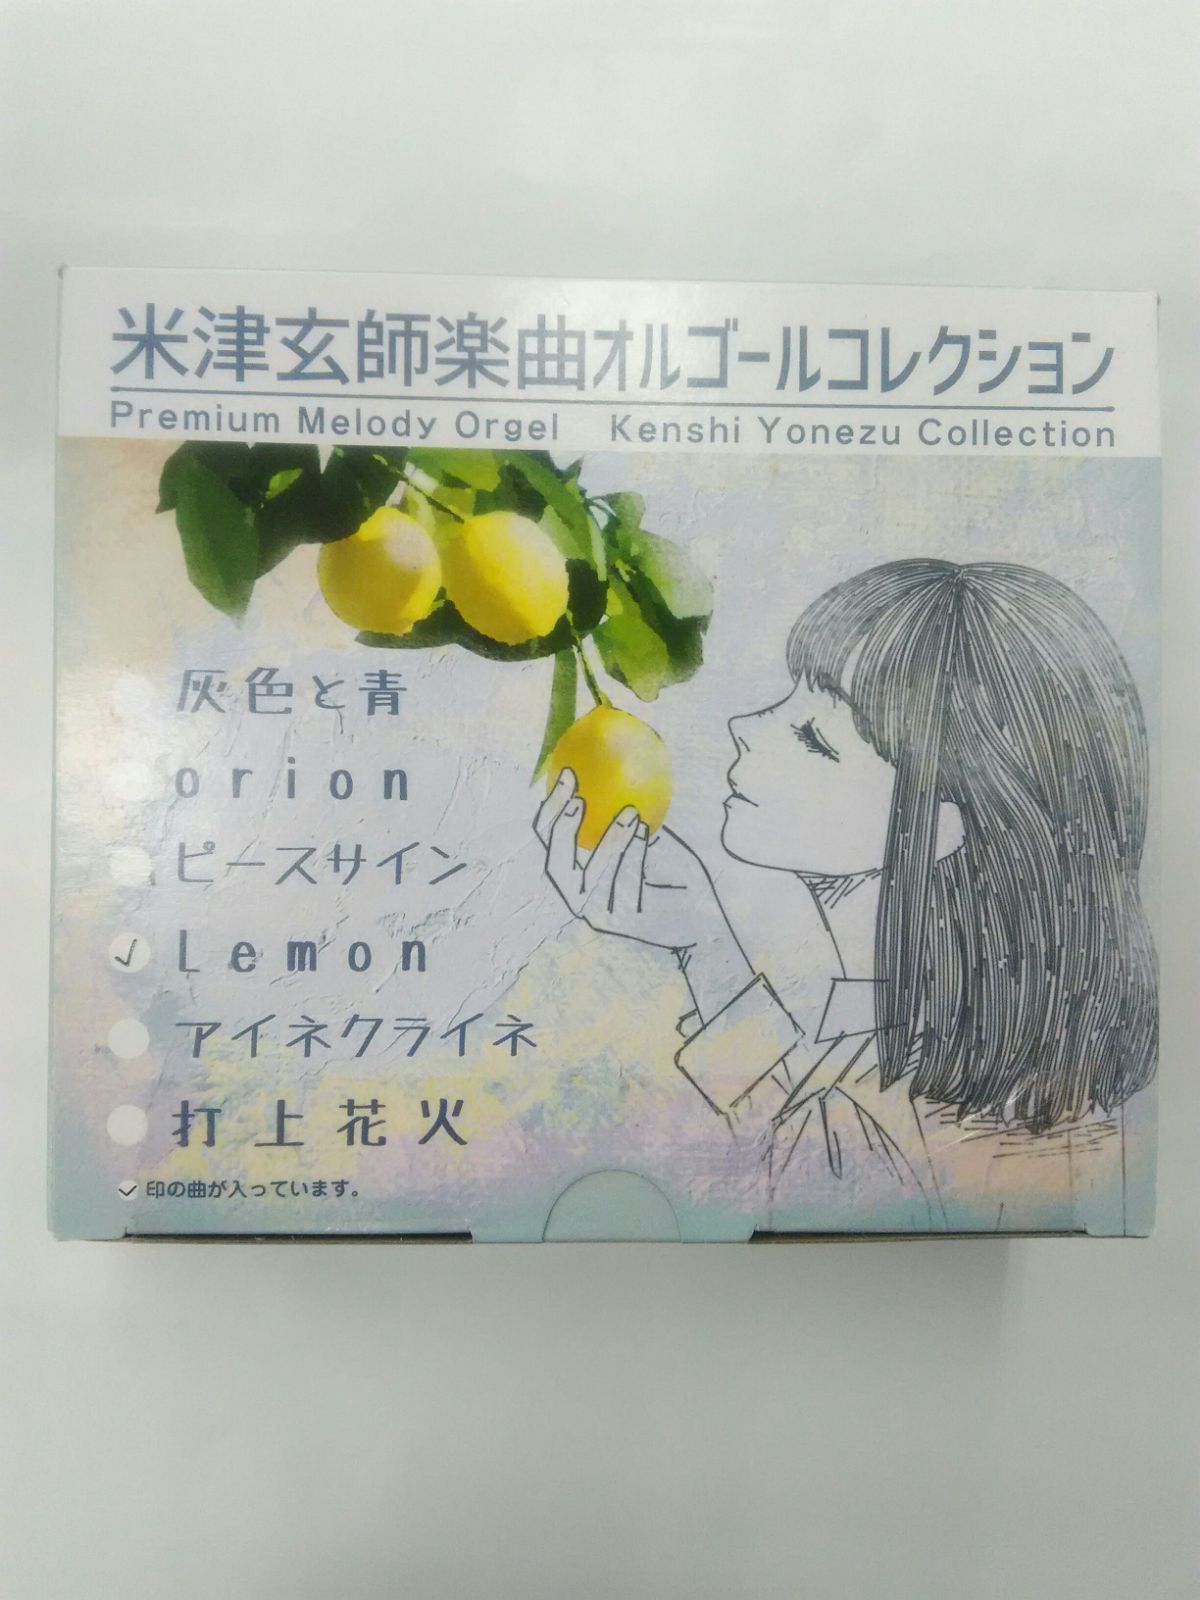 米津玄師楽曲オルゴールコレクション
Premium Melody Orgel Kenshi Yonezu Collection
灰色と青
orion
ピースサイン
✓ Lemon
アイネクライネ
打上花火
✓印の曲が入っています。